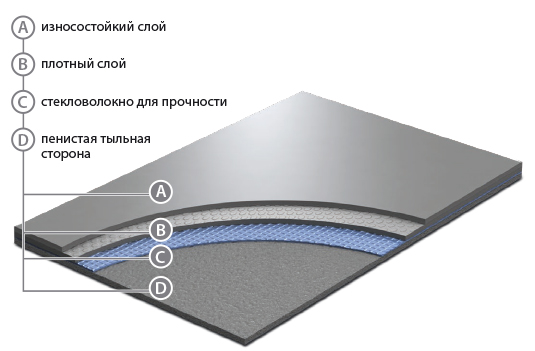 A износостойкий слой
B плотный слой
C стекловолокно для прочности
D пенистая тыльная
сторона
A
B
C
D